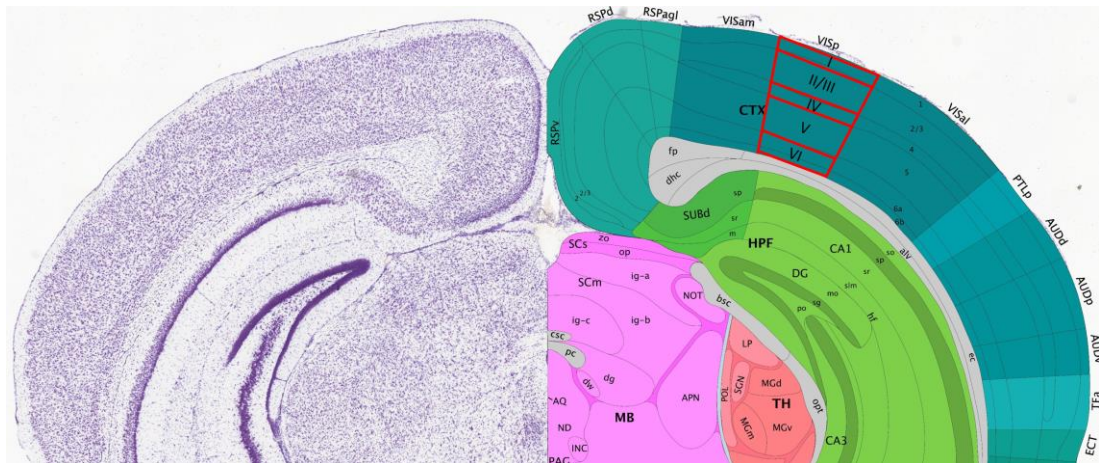 RSPd
RSPagl
VISam
VISp
I
II/III
IV
V
VI
CTX
VISal
1
2/3
4
5
6a
6b
PTLp
AUDd
AUDp
AUDv
TEa
ECT
RSPv
2
2/3
fp
dhc
SUBd
sp
sr
m
HPF
CA1
so
sp
sr
slm
mo
sg
po
DG
hf
alv
ec
SCs
zo
op
SCm
ig-a
ig-b
ig-c
NOT
bsc
csc
pc
dw
dg
AQ
ND
INC
PAG
MB
APN
POL
LP
SGN
MGd
TH
MGm
MGv
opt
CA3